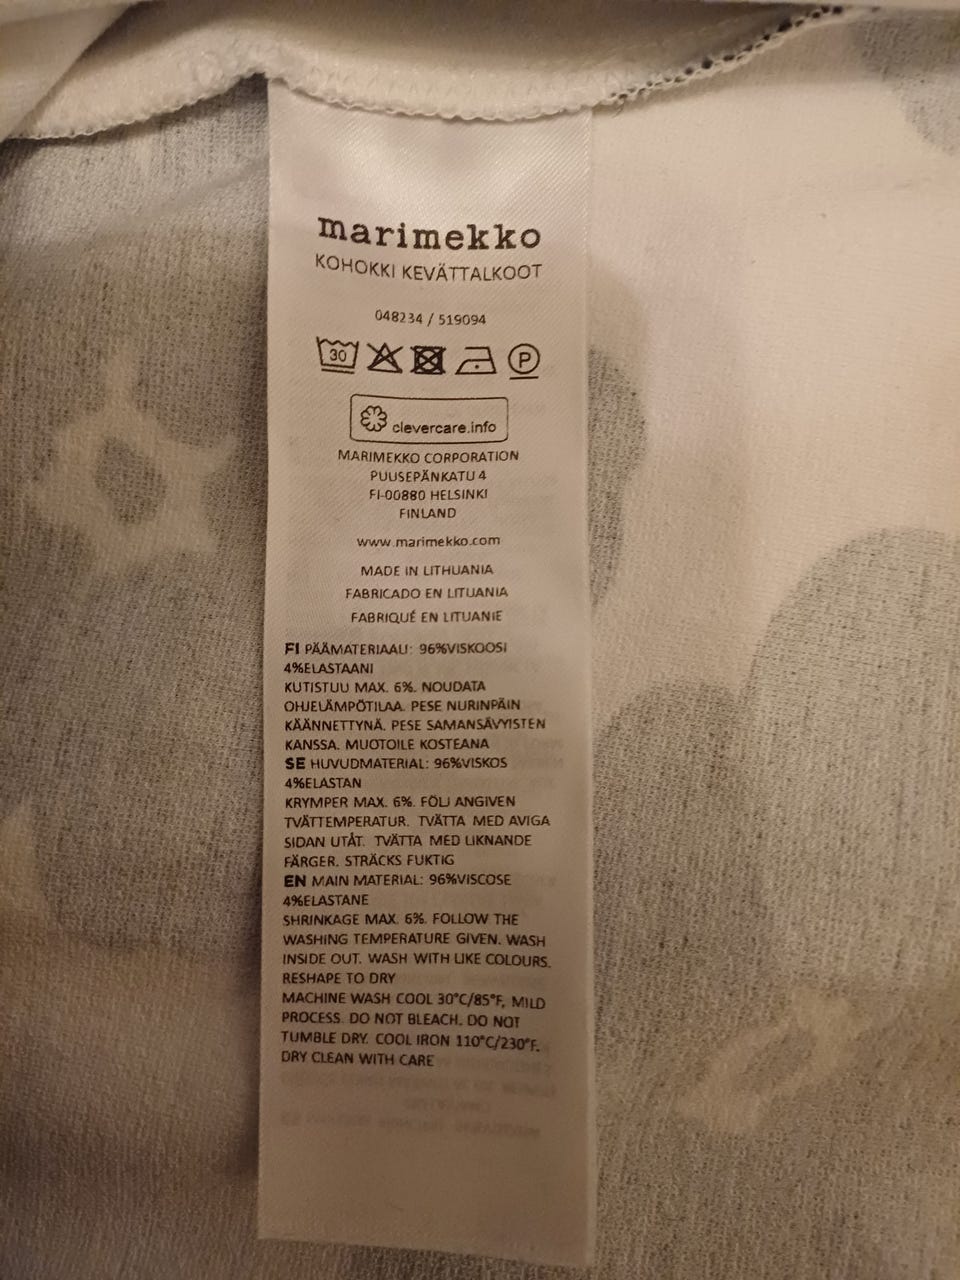 marimekko
KOHOKKI KEVÄTTALKOOT
048234 / 519094
30 P
clevercare.info
MARIMEKKO CORPORATION
PUUSEPÄNKATU 4
FI-00880 HELSINKI
FINLAND
www.marimekko.com
MADE IN LITHUANIA
FABRICADO EN LITUANIA
FABRIQUÉ EN LITUANIE
FI PÄÄMATERIAALI: 96%VISKOOSI
4%ELASTAANI
KUTISTUU MAX. 6%. NOUDATA
OHJELÄMPÖTILAA. PESE NURINPÄIN
KÄÄNNETTYNÄ. PESE SAMANSÄVYISTEN
KANSSA. MUOTOILE KOSTEANA
SE HUVUDMATERIAL: 96%VISKOS
4%ELASTAN
KRYMPER MAX. 6%. FÖLJ ANGIVEN
TVÄTTEMPERATUR. TVÄTTA MED AVIGA
SIDAN UTÅT. TVÄTTA MED LIKNANDE
FÄRGER. STRÄCKS FUKTIG
EN MAIN MATERIAL: 96%VISCOSE
4%ELASTANE
SHRINKAGE MAX. 6%. FOLLOW THE
WASHING TEMPERATURE GIVEN. WASH
INSIDE OUT. WASH WITH LIKE COLOURS.
RESHAPE TO DRY
MACHINE WASH COOL 30°C/85°F, MILD
PROCESS. DO NOT BLEACH. DO NOT
TUMBLE DRY. COOL IRON 110°C/230°F.
DRY CLEAN WITH CARE